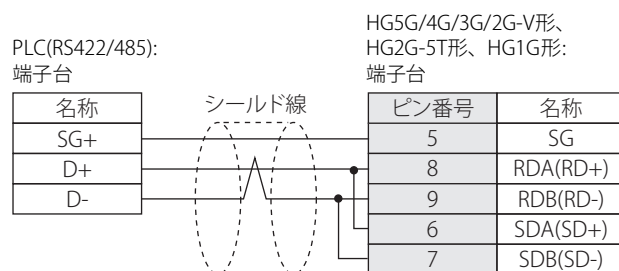 HG5G/4G/3G/2G-V形、
HG2G-5T形、HG1G形:
端子台
PLC(RS422/485):
端子台
名称 シールド線 ピン番号 名称
SG+ 5 SG
D+ 8 RDA(RD+)
D- 9 RDB(RD-)
6 SDA(SD+)
7 SDB(SD-)